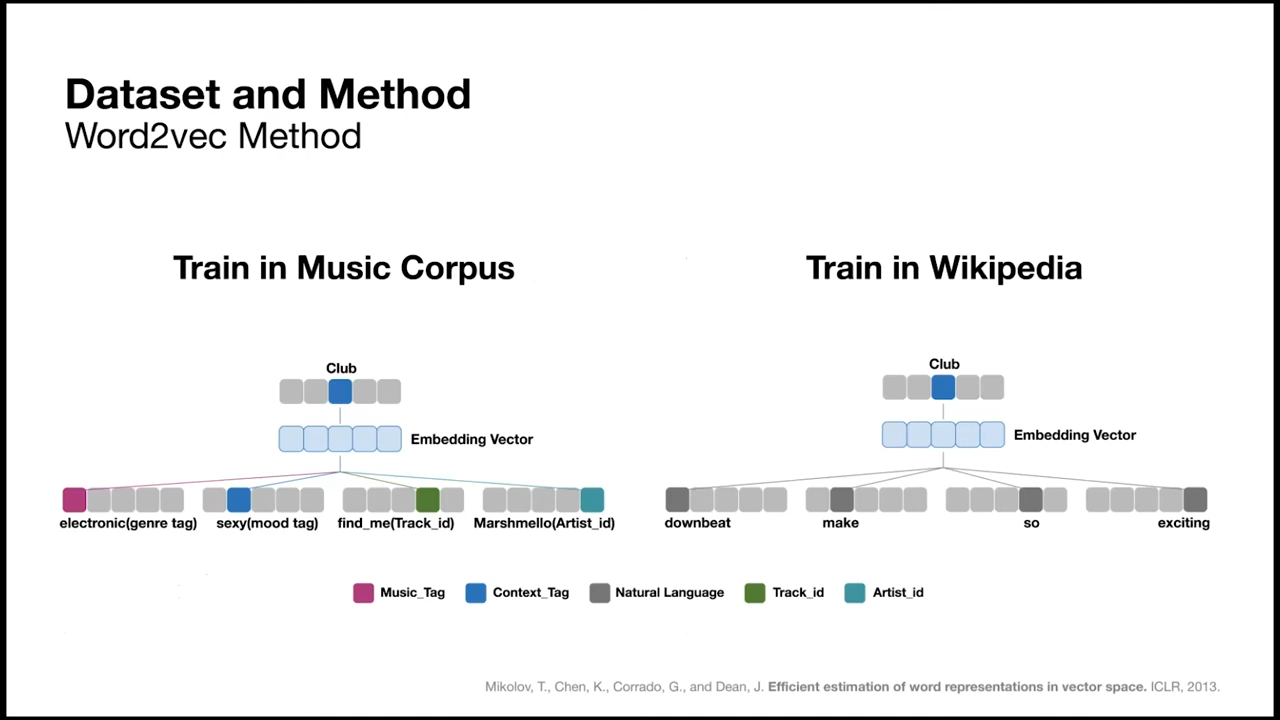 Dataset and Method
Word2vec Method
Train in Music Corpus
Club
Embedding Vector
electronic(genre tag) sexy(mood tag) find_me(Track_id) Marshmello(Artist_id)
Train in Wikipedia
Club
Embedding Vector
downbeat make so exciting
Music_Tag Context_Tag Natural Language Track_id Artist_id
Mikolov, T., Chen, K., Corrado, G., and Dean, J. Efficient estimation of word representations in vector space. ICLR, 2013.